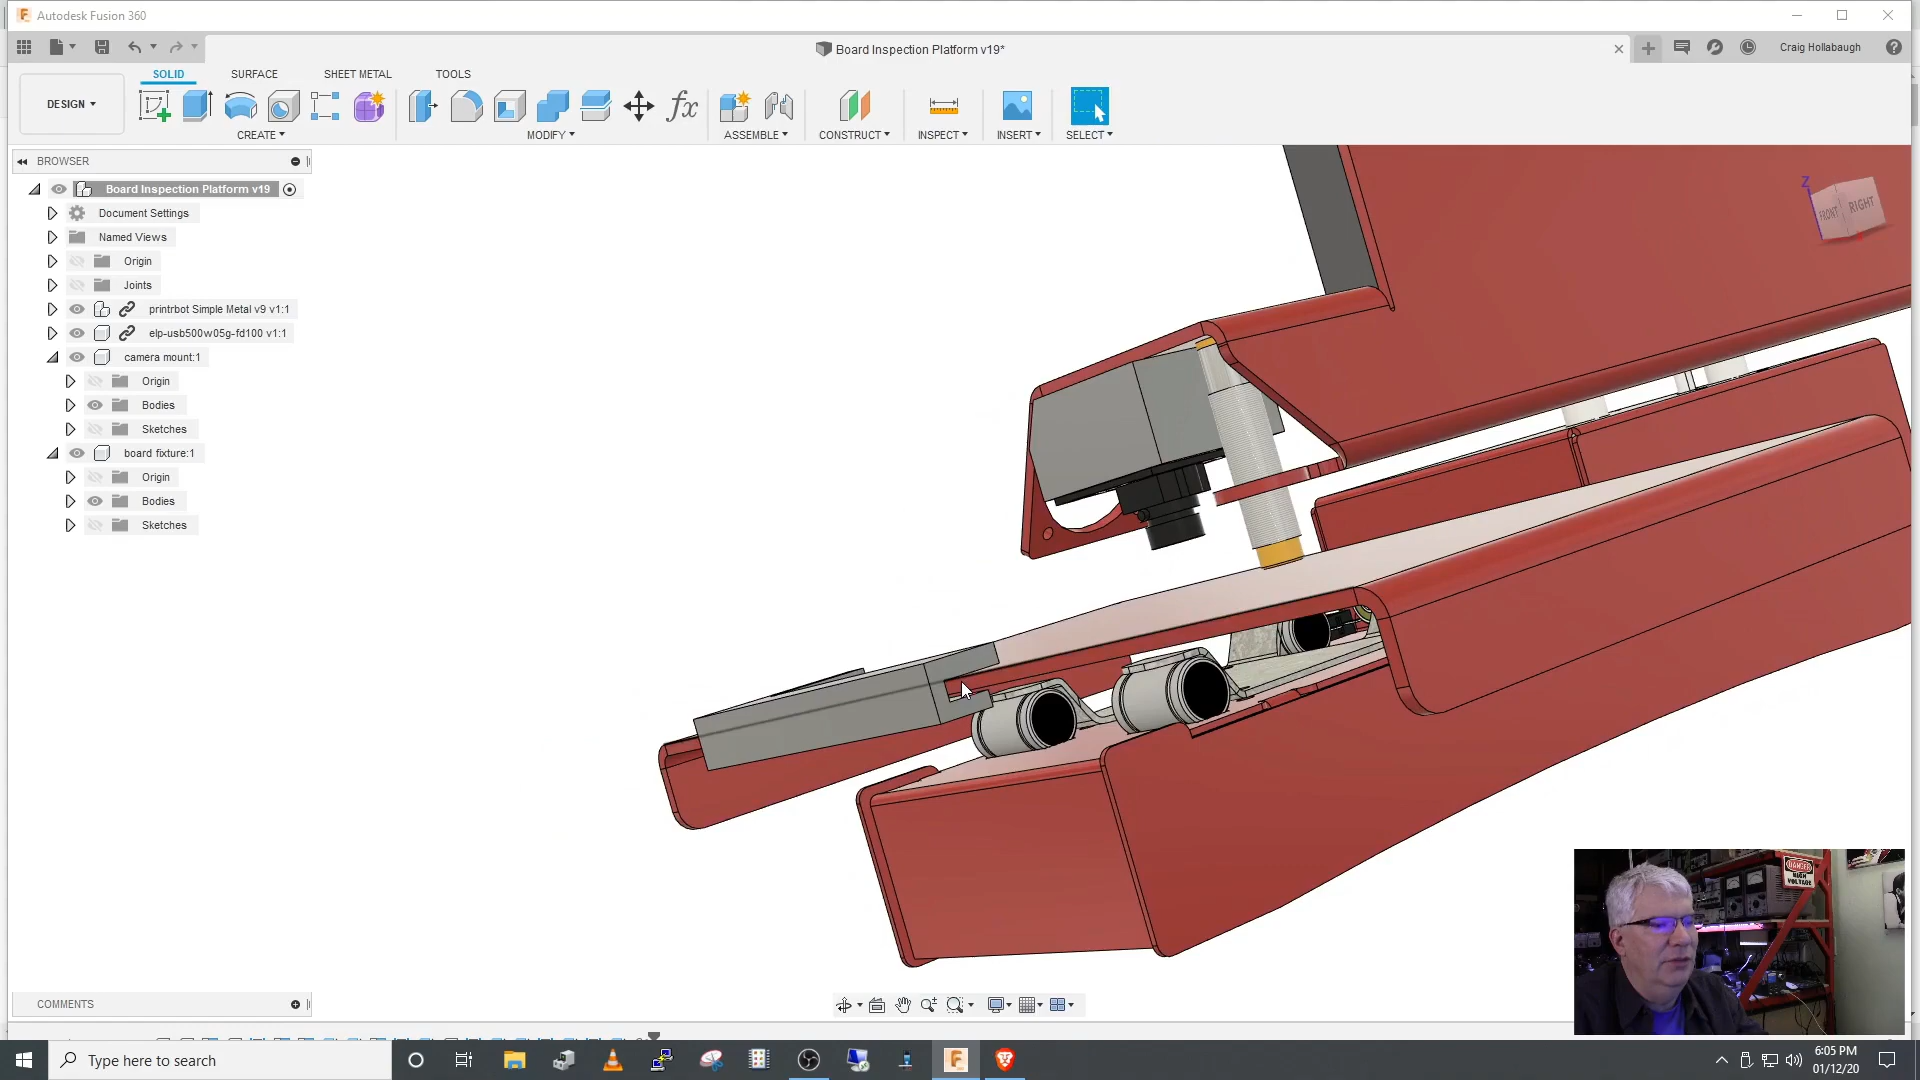 Autodesk Fusion 360
Board Inspection Platform v19*
Craig Hollabaugh
SOLID SURFACE SHEET METAL TOOLS
DESIGN
CREATE MODIFY ASSEMBLE CONSTRUCT INSPECT INSERT SELECT
BROWSER
Board Inspection Platform v19
Document Settings
Named Views
Origin
Joints
printrbot Simple Metal v9 v1:1
elp-usb500w05g-fd100 v1:1
camera mount:1
Origin
Bodies
Sketches
board fixture:1
Origin
Bodies
Sketches
Z
FRONT RIGHT
DANGER
HIGH
VOLTAGE
COMMENTS
Type here to search
6:05 PM
01/12/20